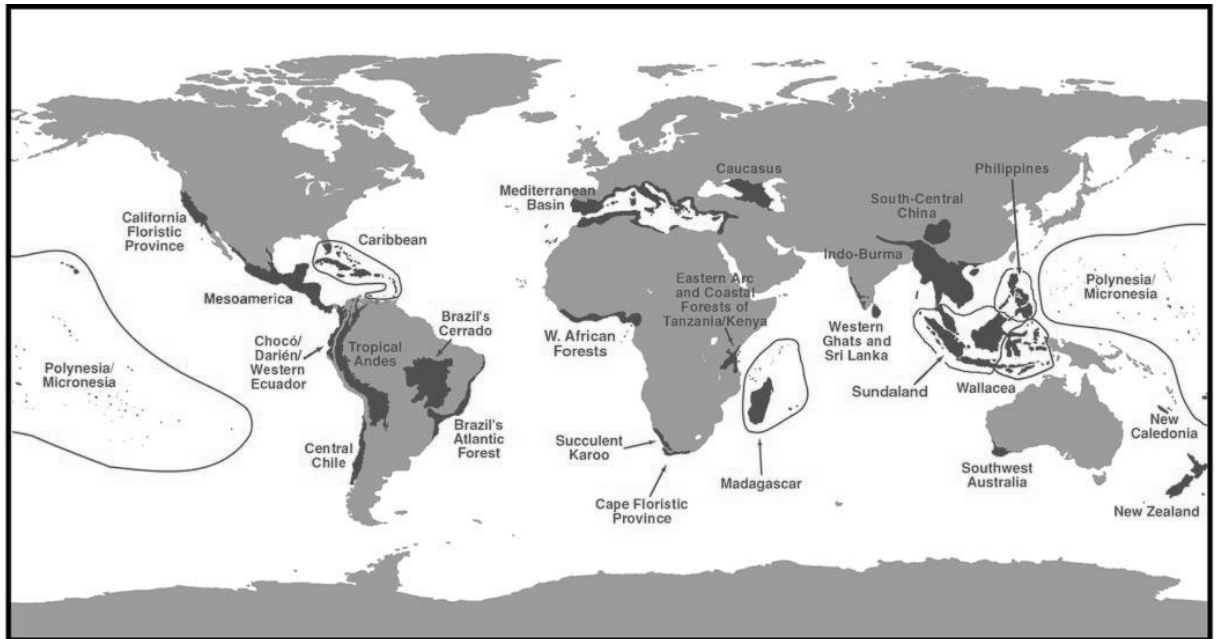 Philippines
Caucasus
Mediterranean
Basin
South-Central
China
California
Floristic
Province
Caribbean
Indo-Burma
Eastern Arc
and Coastal
Forests of
Tanzania/Kenya
Polynesia/
Micronesia
Mesoamerica
Brazil's
Cerrado
W. African
Forests
Western
Ghats and
Sri Lanka
Chocó/
Darién/
Western
Ecuador
Tropical
Andes
Polynesia/
Micronesia
Sundaland
Wallacea
Brazil's
Atlantic
Forest
New
Caledonia
Central
Chile
Succulent
Karoo
Madagascar
Southwest
Australia
Cape Floristic
Province
New Zealand